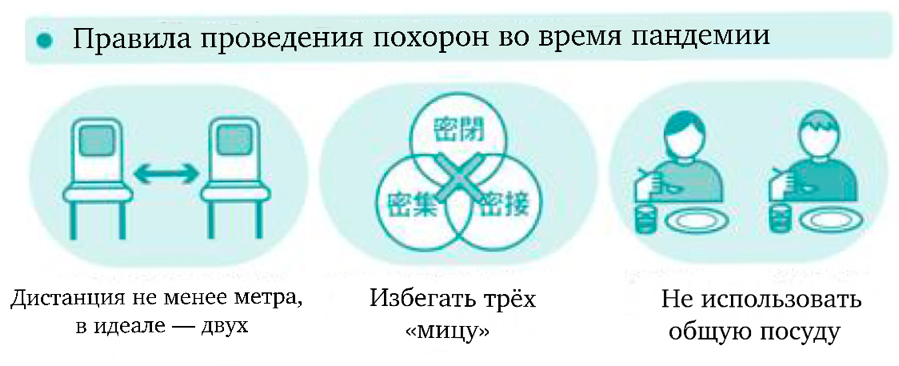 Правила проведения похорон во время пандемии
密閉
密集 密接
Дистанция не менее метра,
в идеале — двух
Избегать трёх
«мицу»
Не использовать
общую посуду